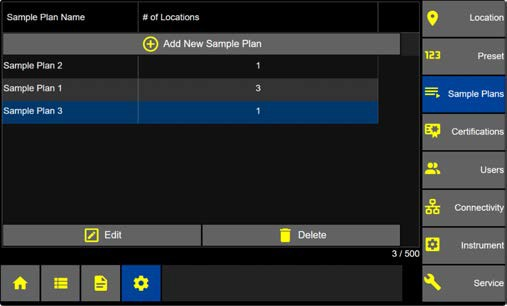 Sample Plan Name # of Locations
Add New Sample Plan
Sample Plan 2 1
Sample Plan 1 3
Sample Plan 3 1
Edit Delete
3 / 500
Location
123 Preset
Sample Plans
Certifications
Users
Connectivity
Instrument
Service